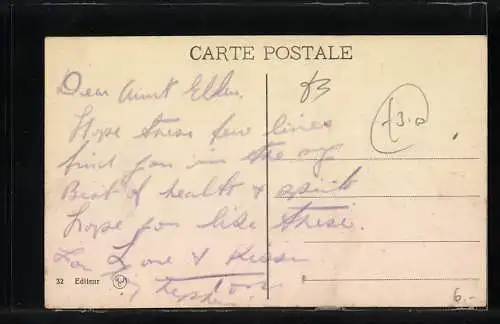 CARTE POSTALE
Dear Aunt Ellen.
Hope these few lines
find you in the
Best of health & spirits
Hope you like these.
Love & Kisses
32 Editeur
6.-